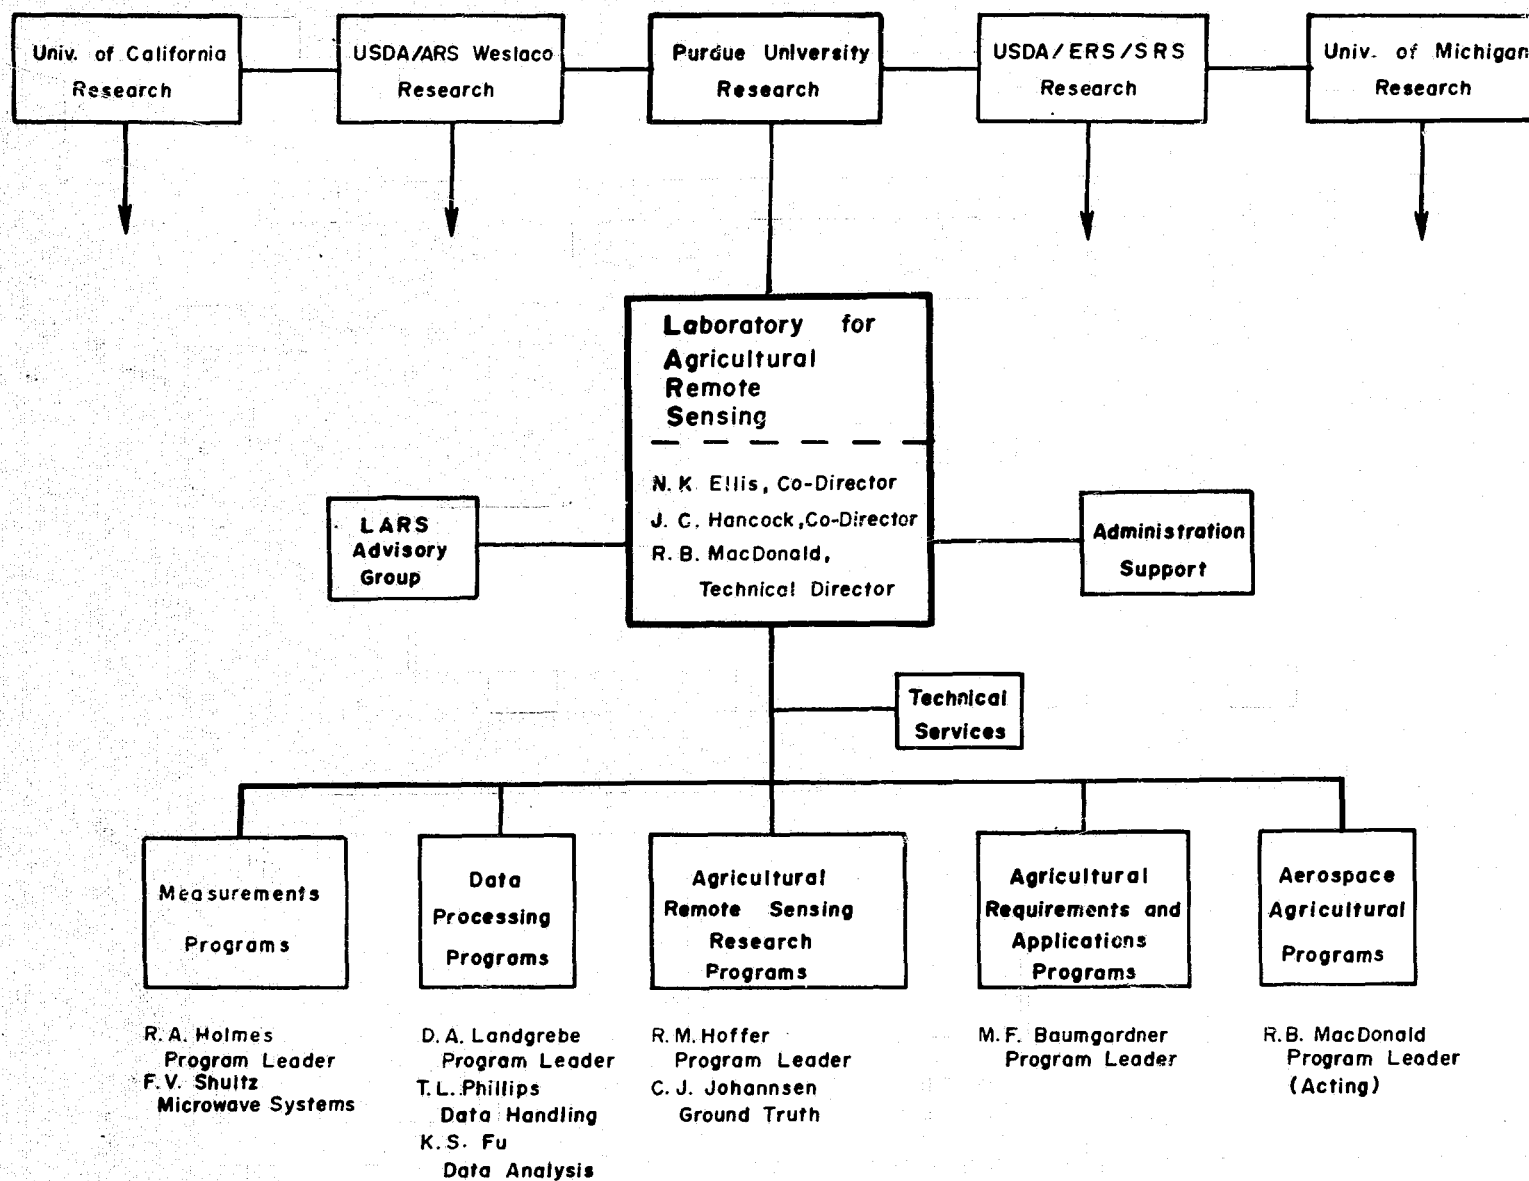 Univ. of California
Research
USDA/ARS Weslaco
Research
Purdue University
Research
USDA/ERS/SRS
Research
Univ. of Michigan
Research
Laboratory for
Agricultural
Remote
Sensing
N. K. Ellis, Co-Director
J. C. Hancock, Co-Director
R. B. MacDonald,
Technical Director
LARS
Advisory
Group
Administration
Support
Technical
Services
Measurements
Programs
Data
Processing
Programs
Agricultural
Remote Sensing
Research
Programs
Agricultural
Requirements and
Applications
Programs
Aerospace
Agricultural
Programs
R. A. Holmes
Program Leader
F. V. Shultz
Microwave Systems
D. A. Landgrebe
Program Leader
T. L. Phillips
Data Handling
K. S. Fu
Data Analysis
R. M. Hoffer
Program Leader
C. J. Johannsen
Ground Truth
M. F. Baumgardner
Program Leader
R. B. MacDonald
Program Leader
(Acting)